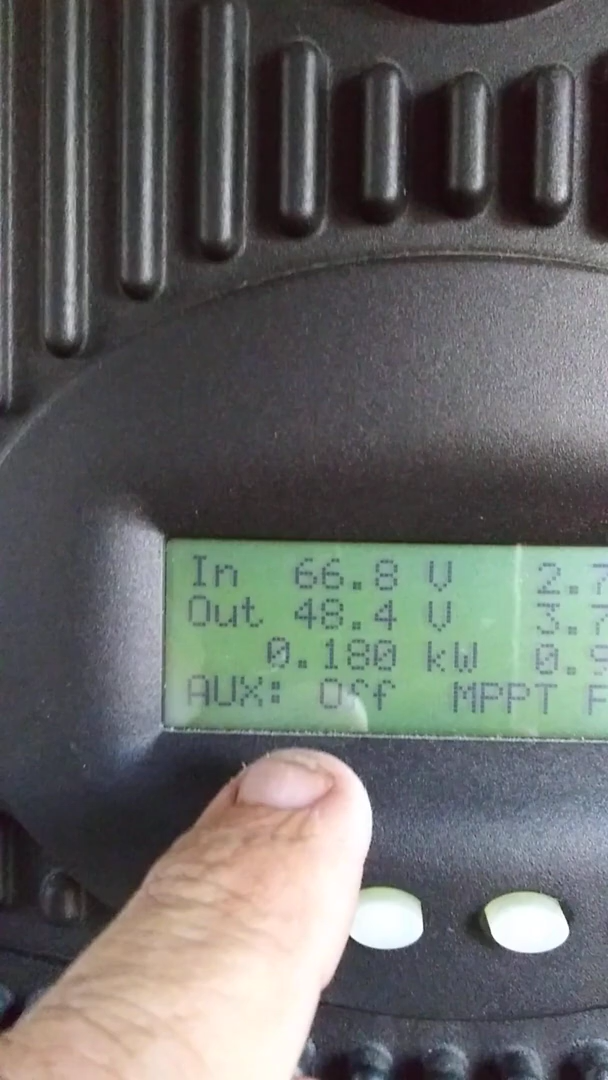 In 66.8 V 2.7
Out 48.4 V 3.7
0.180 kW 0.9
AUX: Off MPPT F